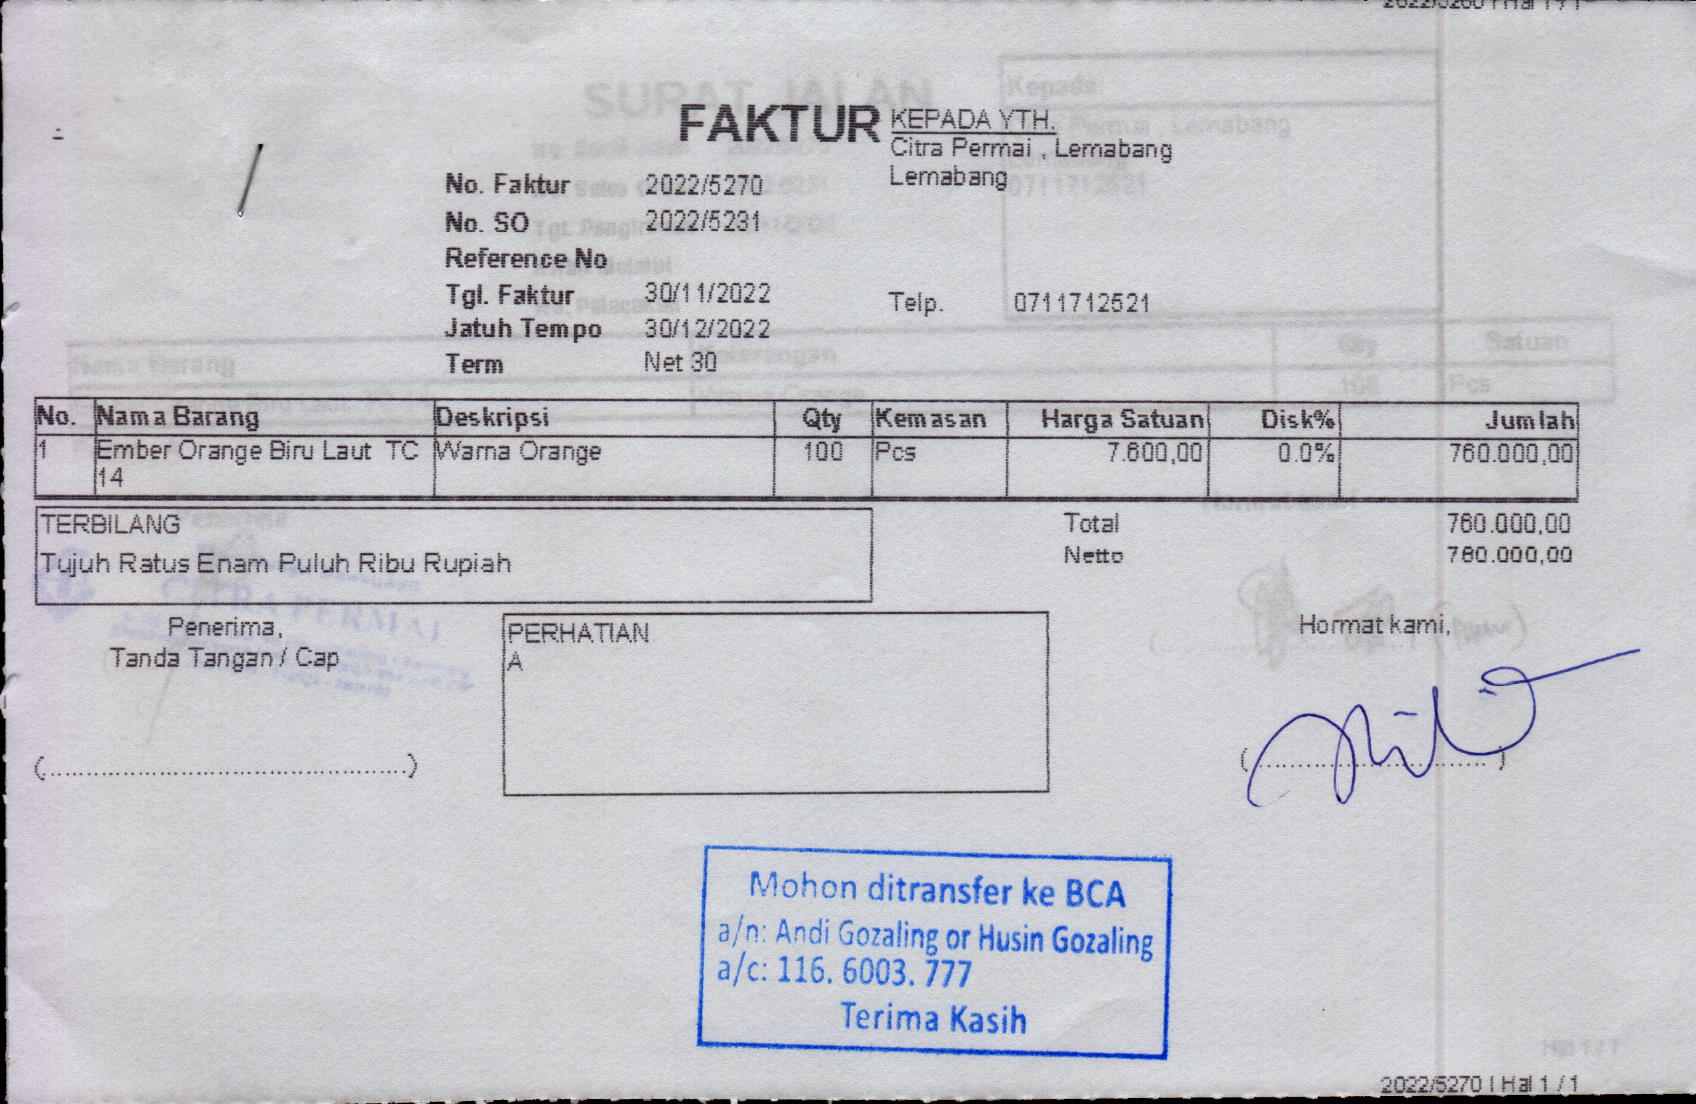 FAKTUR
KEPADA YTH.
Citra Permai , Lemabang
Lemabang
No. Faktur 2022/5270
No. SO 2022/5231
Reference No
Tgl. Faktur 30/11/2022
Telp. 0711712521
Jatuh Tempo 30/12/2022
Term Net 30
No. Nama Barang Deskripsi Qty Kemasan Harga Satuan Disk% Jumlah
1 Ember Orange Biru Laut TC Warna Orange 100 Pcs 7.600,00 0.0% 760.000,00
14
TERBILANG
Total 760.000,00
Netto 760.000,00
Tujuh Ratus Enam Puluh Ribu Rupiah
Penerima,
Tanda Tangan / Cap
PERHATIAN
A
Hormat kami,
Mohon ditransfer ke BCA
a/n: Andi Gozaling or Husin Gozaling
a/c: 116. 6003. 777
Terima Kasih
2022/5270 | Hal 1 / 1